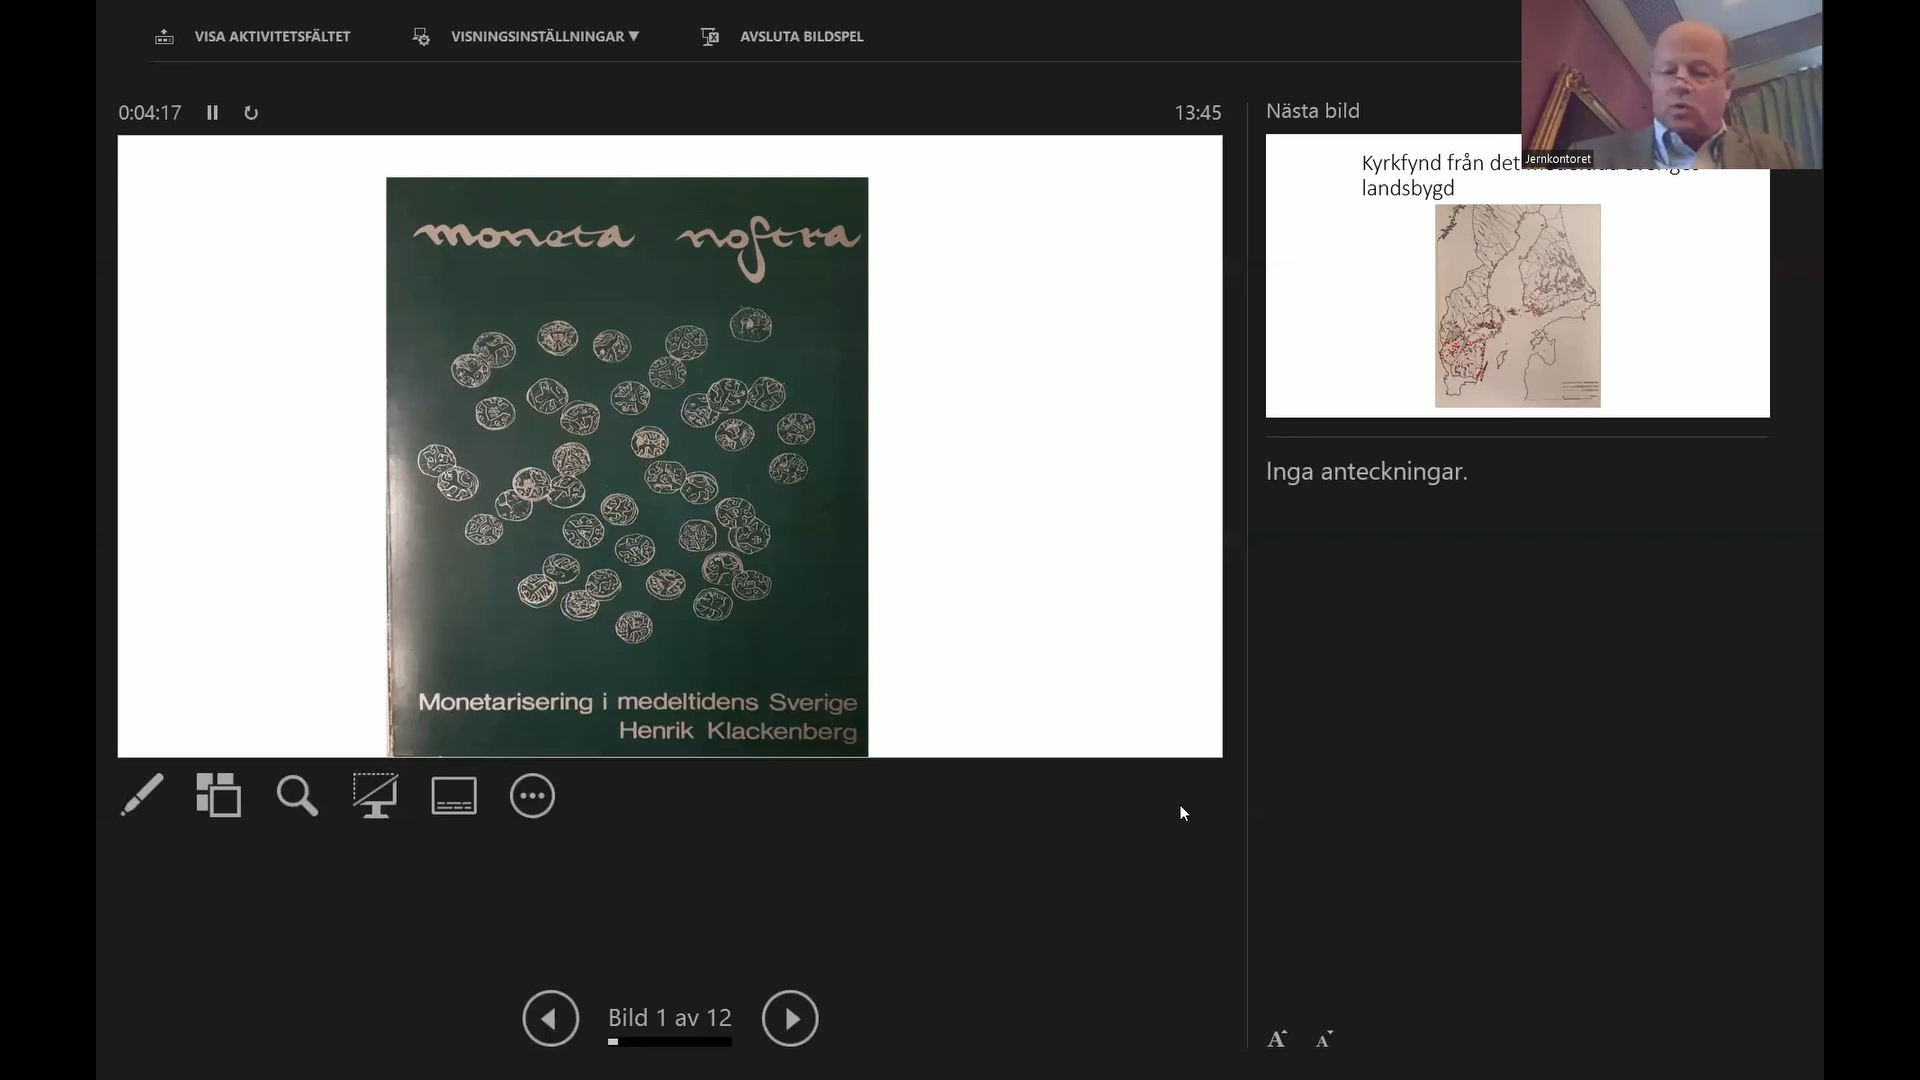 VISA AKTIVITETSFÄLTET
VISNINGSINSTÄLLNINGAR ▼
AVSLUTA BILDSPEL
0:04:17
13:45
moneta noſtra
Monetarisering i medeltidens Sverige
Henrik Klackenberg
Bild 1 av 12
Jernkontoret
Nästa bild
Kyrkfynd från det
landsbygd
Inga anteckningar.
A A